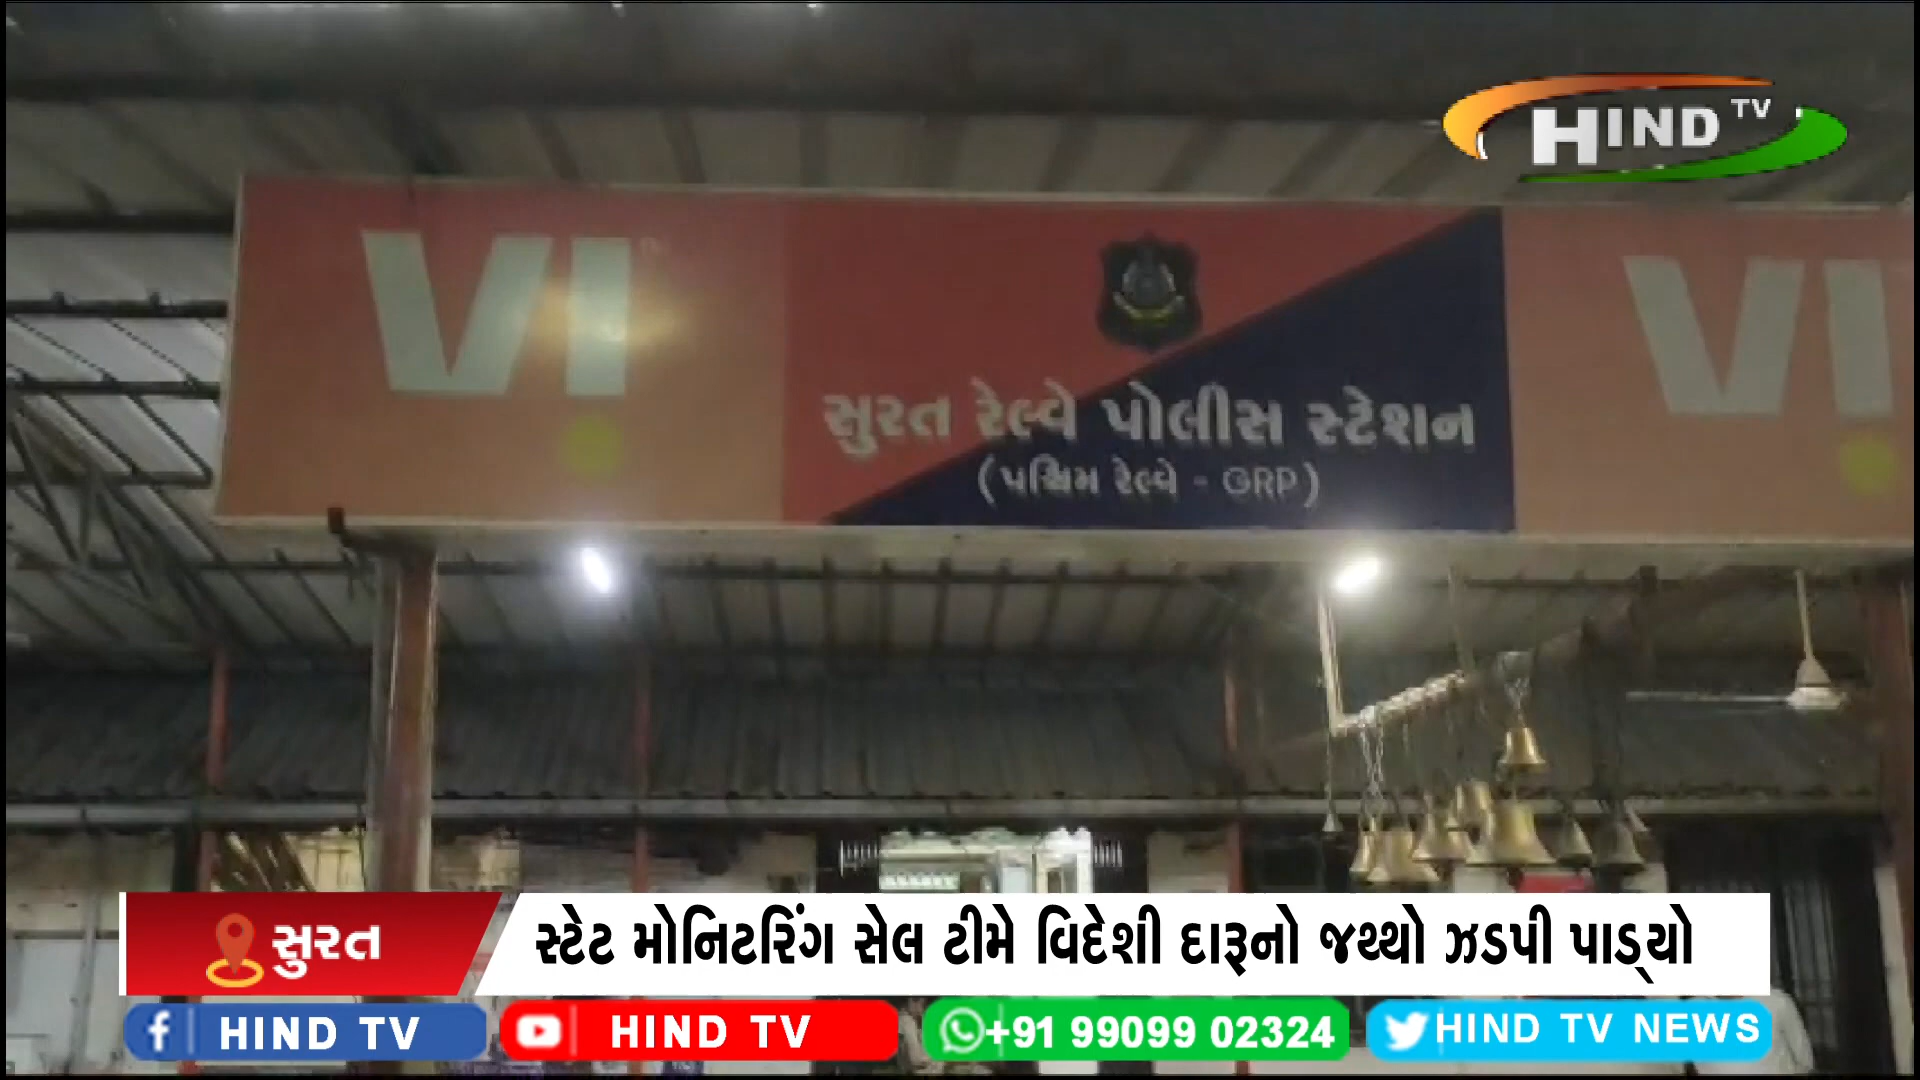 HIND TV
VI
સુરત રેલ્વે પોલીસ સ્ટેશન
(પશ્ચિમ રેલ્વે - GRP)
VI
સુરત
સ્ટેટ મોનિટરિંગ સેલ ટીમે વિદેશી દારૂનો જથ્થો ઝડપી પાડ્યો
HIND TV
HIND TV
+91 99099 02324
HIND TV NEWS